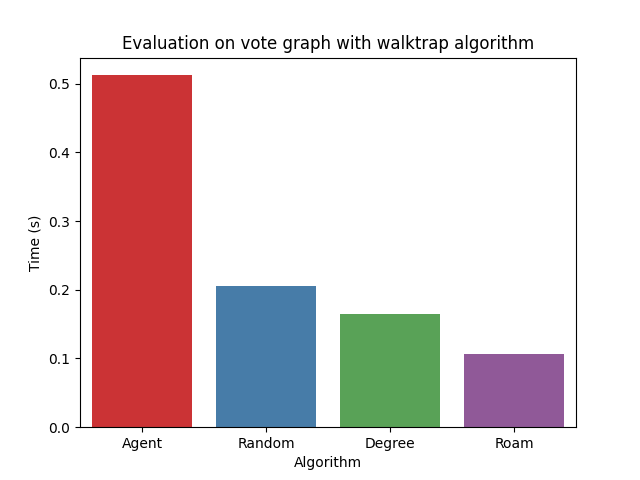 Evaluation on vote graph with walktrap algorithm
Time (s)
0.5
0.4
0.3
0.2
0.1
0.0
Agent Random Degree Roam
Algorithm